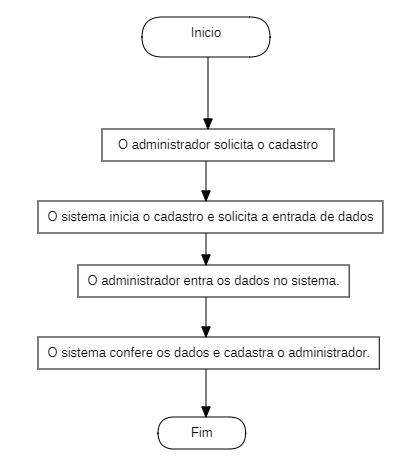 Inicio
O administrador solicita o cadastro
O sistema inicia o cadastro e solicita a entrada de dados
O administrador entra os dados no sistema.
O sistema confere os dados e cadastra o administrador.
Fim